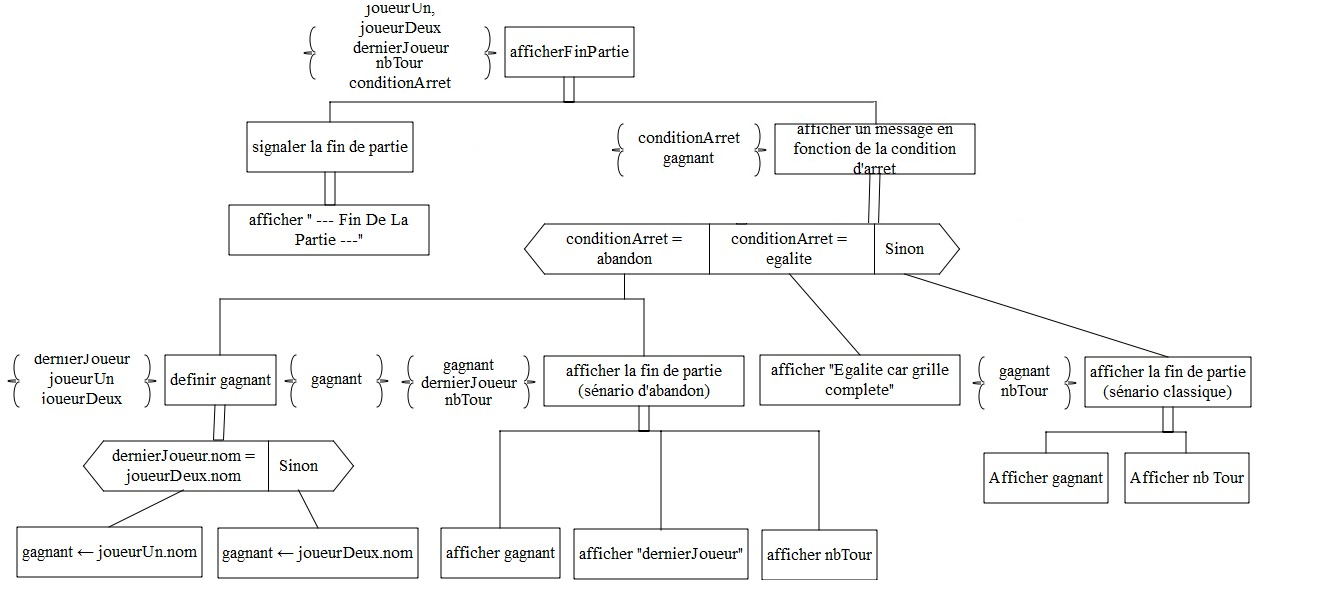 joueurUn,
joueurDeux
dernierJoueur
nbTour
conditionArret
afficherFinPartie
signaler la fin de partie
conditionArret
gagnant
afficher un message en
fonction de la condition
d'arret
afficher " --- Fin De La
Partie ---"
conditionArret =
abandon
conditionArret =
egalite
Sinon
dernierJoueur
joueurUn
joueurDeux
definir gagnant
gagnant
gagnant
dernierJoueur
nbTour
afficher la fin de partie
(sénario d'abandon)
afficher "Egalite car grille
complete"
gagnant
nbTour
afficher la fin de partie
(sénario classique)
dernierJoueur.nom =
joueurDeux.nom
Sinon
Afficher gagnant
Afficher nb Tour
gagnant ← joueurUn.nom
gagnant ← joueurDeux.nom
afficher gagnant
afficher "dernierJoueur"
afficher nbTour